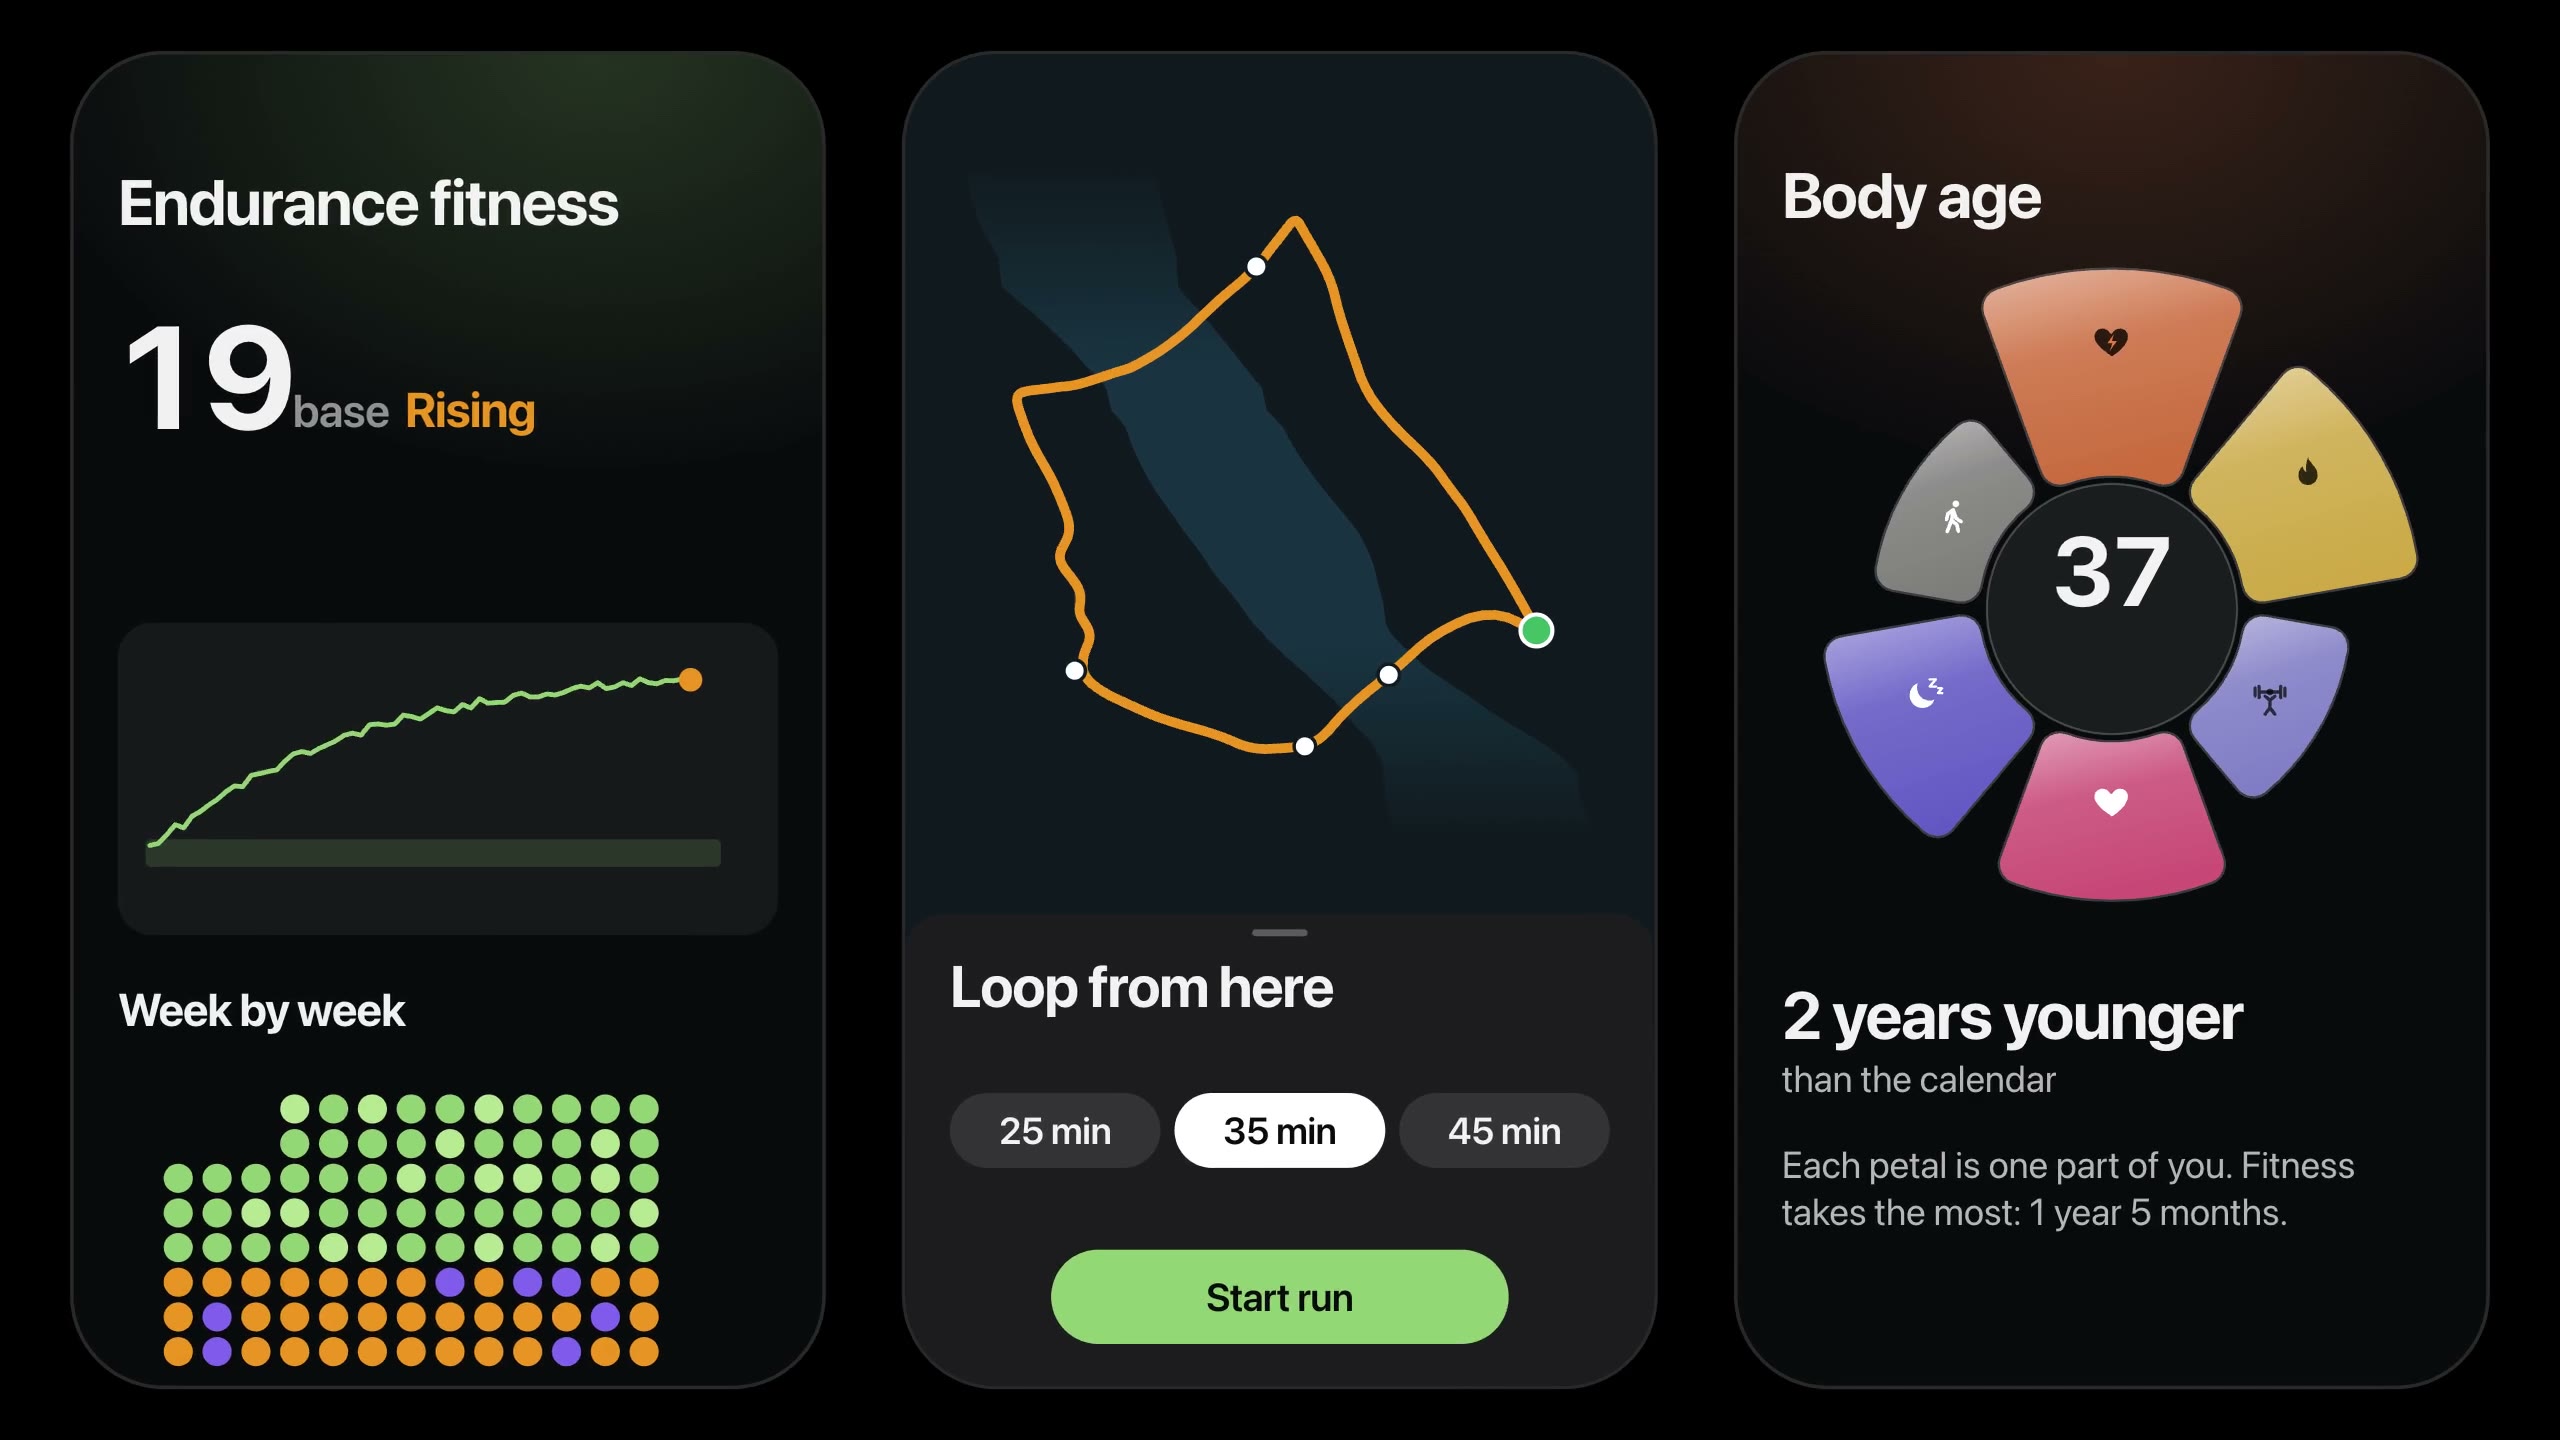 Endurance fitness
19 base Rising
Week by week
Loop from here
25 min 35 min 45 min
Start run
Body age
37
2 years younger
than the calendar
Each petal is one part of you. Fitness
takes the most: 1 year 5 months.